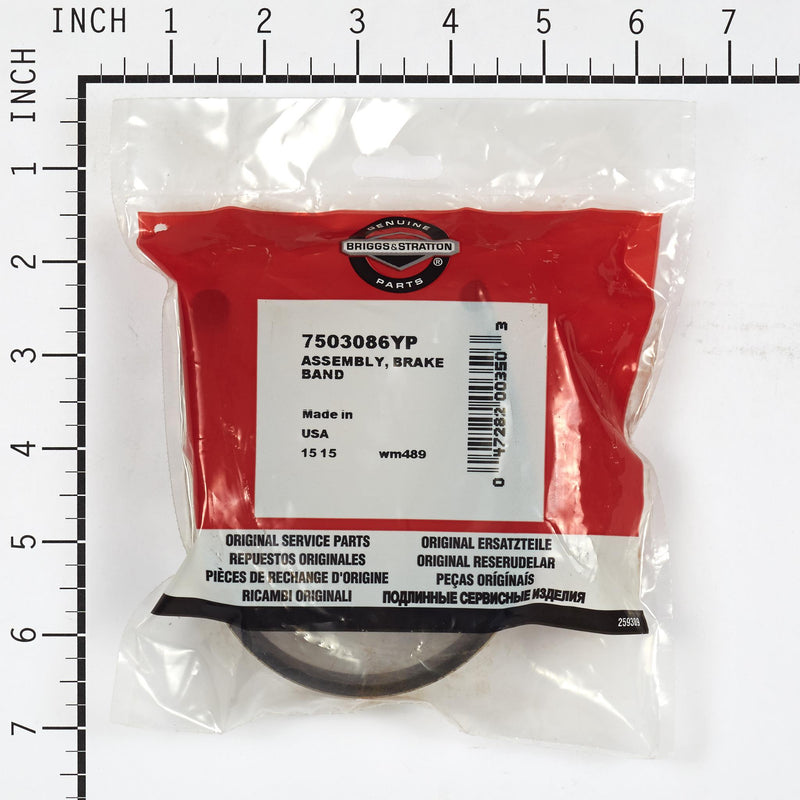 INCH 1 2 3 4 5 6 7
INCH
1
2
3
4
5
6
7
GENUINE
BRIGGS & STRATTON
®
PARTS
7503086YP
ASSEMBLY, BRAKE
BAND
Made in
USA
15 15 wm489
0 47282 00350 3
ORIGINAL SERVICE PARTS
REPUESTOS ORIGINALES
PIÈCES DE RECHANGE D'ORIGINE
RICAMBI ORIGINALI
ORIGINAL ERSATZTEILE
ORIGINAL RESERUDELAR
PEÇAS ORIGÍNAIS
ПОДЛИННЫЕ СЕРВИСНЫЕ ИЗДЕЛИЯ
259309